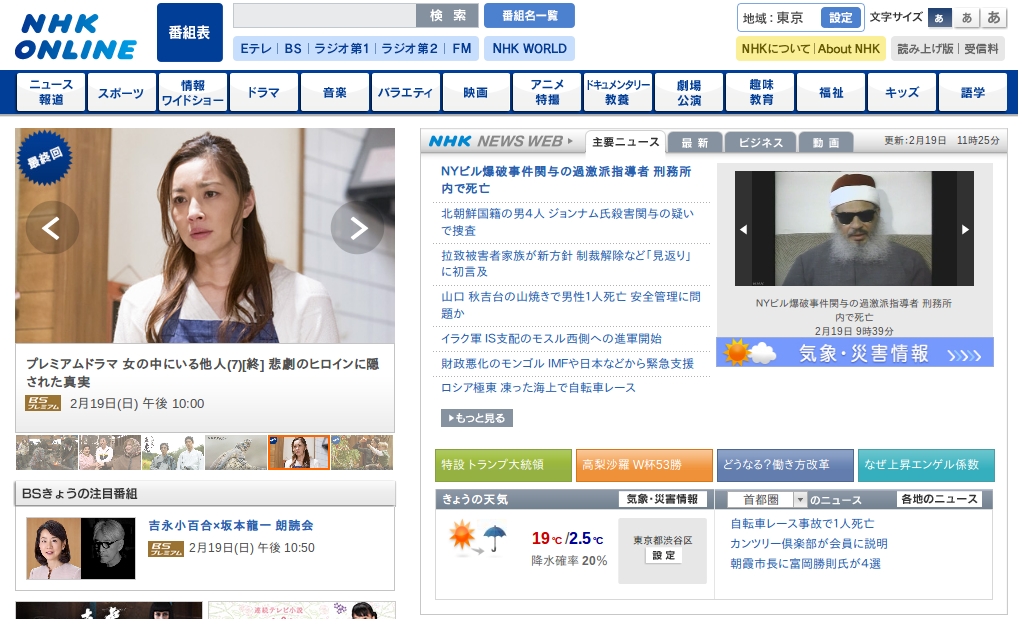 NHK
ONLINE
番組表
検 索
番組名一覧
Eテレ BS ラジオ第1 ラジオ第2 FM
NHK WORLD
地域：東京
設定
文字サイズ
あ
あ
あ
NHKについて About NHK
読み上げ版 受信料
ニュース
報道
スポーツ
情報
ワイドショー
ドラマ
音楽
バラエティ
映画
アニメ
特撮
ドキュメンタリー
教養
劇場
公演
趣味
教育
福祉
キッズ
語学
最終回
プレミアムドラマ 女の中にいる他人(7)[終] 悲劇のヒロインに隠
された真実
BS
プレミアム
2月19日(日) 午後 10:00
BSきょうの注目番組
吉永小百合×坂本龍一 朗読会
BS
プレミアム
2月19日(日) 午後 10:50
連続テレビ小説
NHK NEWS WEB
主要ニュース
最 新
ビジネス
動 画
更新：2月19日 11時25分
NYビル爆破事件関与の過激派指導者 刑務所
内で死亡
北朝鮮国籍の男４人 ジョンナム氏殺害関与の疑い
で捜査
拉致被害者家族が新方針 制裁解除など「見返り」
に初言及
山口 秋吉台の山焼きで男性1人死亡 安全管理に問
題か
イラク軍 IS支配のモスル西側への進軍開始
財政悪化のモンゴル IMFや日本などから緊急支援
ロシア極東 凍った海上で自転車レース
もっと見る
NYビル爆破事件関与の過激派指導者 刑務所
内で死亡
2月19日 9時39分
気象・災害情報
特設 トランプ大統領
高梨沙羅 W杯53勝
どうなる？働き方改革
なぜ上昇エンゲル係数
きょうの天気
気象・災害情報
19℃/2.5℃
降水確率 20%
東京都渋谷区
設 定
首都圏
のニュース
各地のニュース
自転車レース事故で1人死亡
カンツリー倶楽部が会員に説明
朝霞市長に富岡勝則氏が４選